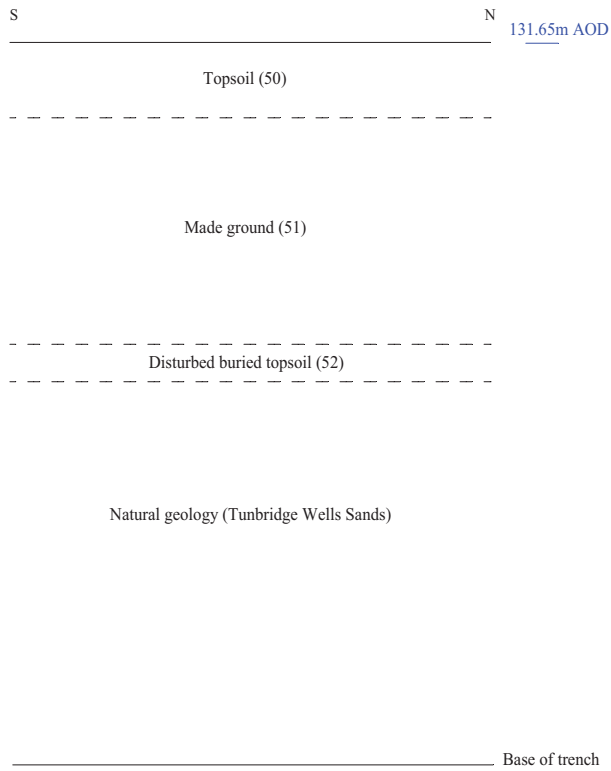 S
N
131.65m AOD
Topsoil (50)
Made ground (51)
Disturbed buried topsoil (52)
Natural geology (Tunbridge Wells Sands)
Base of trench